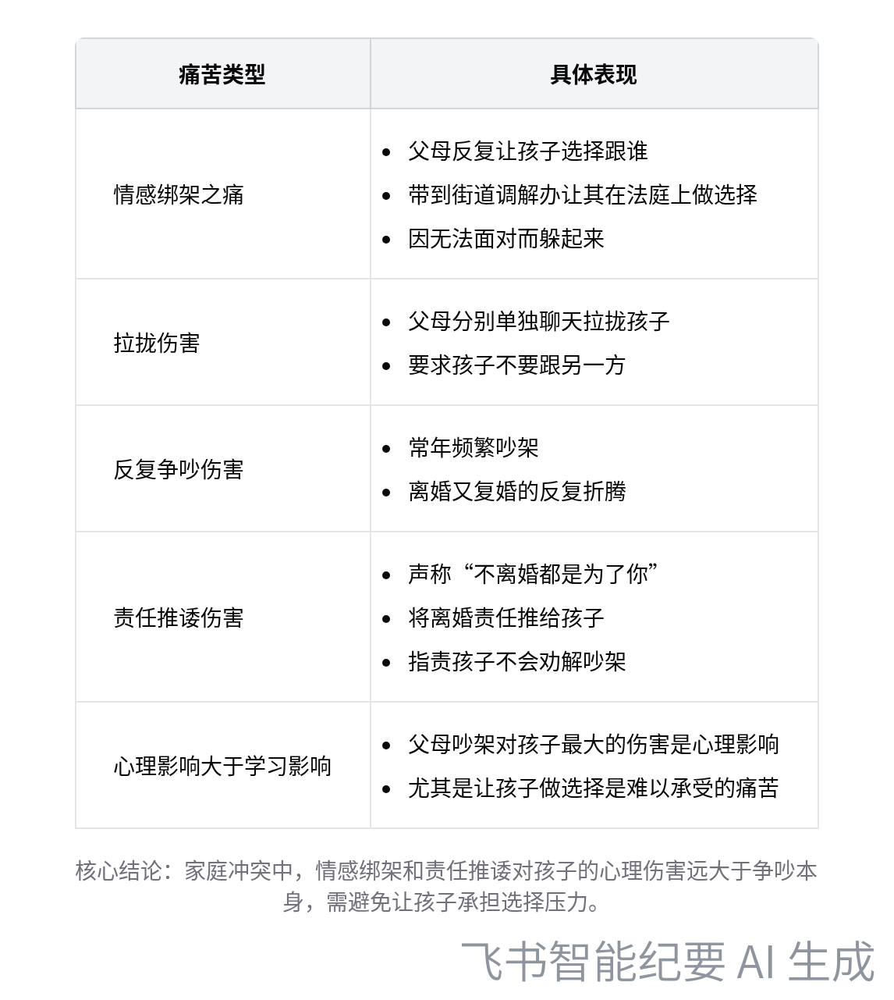 痛苦类型
具体表现
情感绑架之痛
父母反复让孩子选择跟谁
带到街道调解办让其在法庭上做选择
因无法面对而躲起来
拉拢伤害
父母分别单独聊天拉拢孩子
要求孩子不要跟另一方
反复争吵伤害
常年频繁吵架
离婚又复婚的反复折腾
责任推诿伤害
声称“不离婚都是为了你”
将离婚责任推给孩子
指责孩子不会劝解吵架
心理影响大于学习影响
父母吵架对孩子最大的伤害是心理影响
尤其是让孩子做选择是难以承受的痛苦
核心结论：家庭冲突中，情感绑架和责任推诿对孩子的心理伤害远大于争吵本
身，需避免让孩子承担选择压力。
飞书智能纪要 AI 生成